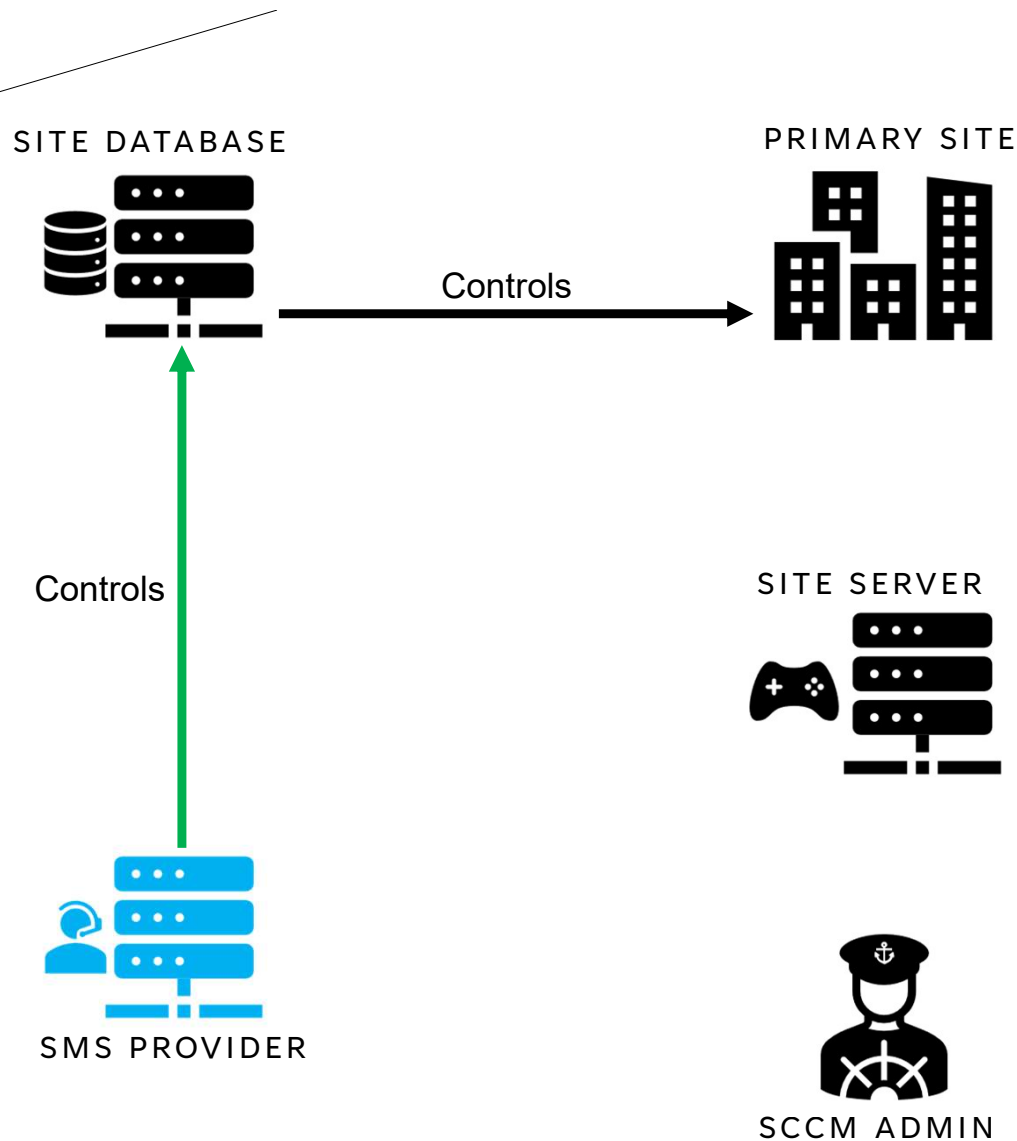 SITE DATABASE
PRIMARY SITE
Controls
Controls
SITE SERVER
SMS PROVIDER
SCCM ADMIN